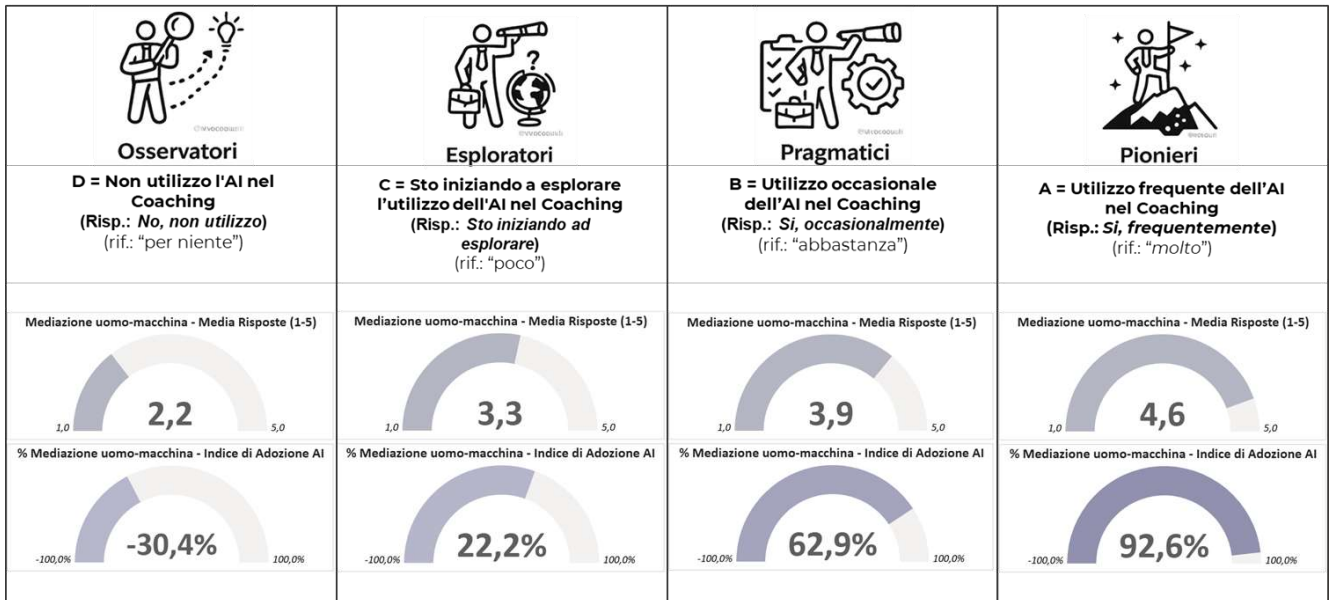 Osservatori
D = Non utilizzo l'AI nel
Coaching
(Risp.: No, non utilizzo)
(rif.: “per niente”)
Mediazione uomo-macchina - Media Risposte (1-5)
2,2
1,0
5,0
% Mediazione uomo-macchina - Indice di Adozione AI
-30,4%
-100,0%
100,0%
?
Esploratori
C = Sto iniziando a esplorare
l’utilizzo dell'AI nel Coaching
(Risp.: Sto iniziando ad
esplorare)
(rif.: “poco”)
Mediazione uomo-macchina - Media Risposte (1-5)
3,3
1,0
5,0
% Mediazione uomo-macchina - Indice di Adozione AI
22,2%
-100,0%
100,0%
Pragmatici
B = Utilizzo occasionale
dell’AI nel Coaching
(Risp.: Si, occasionalmente)
(rif.: “abbastanza”)
Mediazione uomo-macchina - Media Risposte (1-5)
3,9
1,0
5,0
% Mediazione uomo-macchina - Indice di Adozione AI
62,9%
-100,0%
100,0%
Pionieri
A = Utilizzo frequente dell’AI
nel Coaching
(Risp.: Si, frequentemente)
(rif.: “molto”)
Mediazione uomo-macchina - Media Risposte (1-5)
4,6
1,0
5,0
% Mediazione uomo-macchina - Indice di Adozione AI
92,6%
-100,0%
100,0%